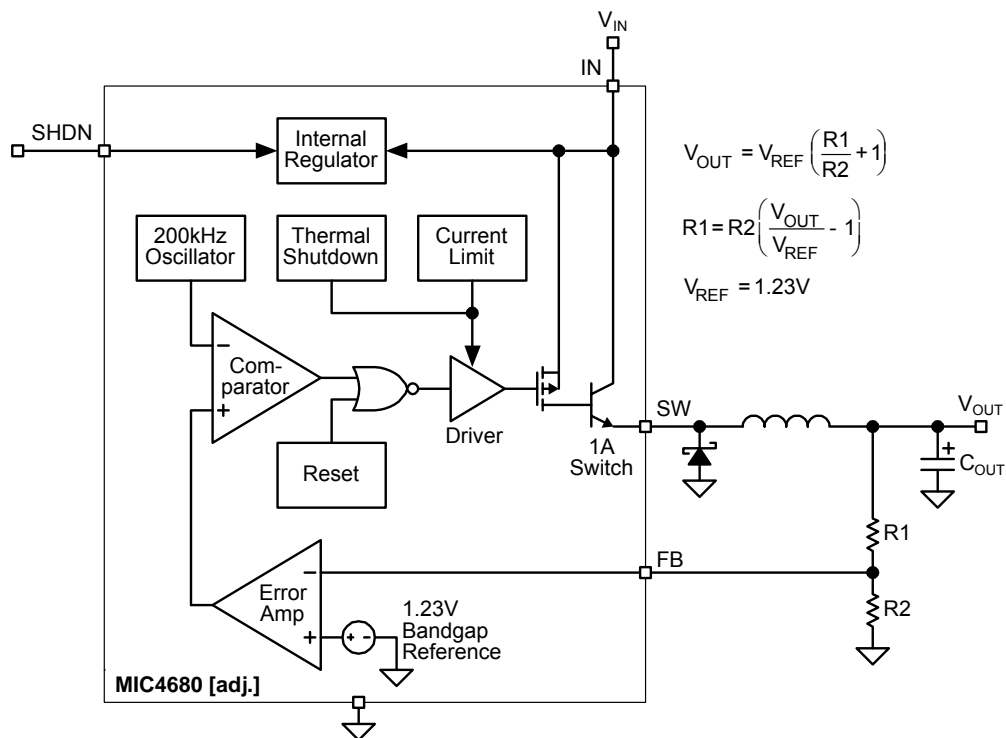 VIN
IN
SHDN
Internal
Regulator
VOUT = VREF (R1/R2 + 1)
R1 = R2 (VOUT/VREF - 1)
VREF = 1.23V
200kHz
Oscillator
Thermal
Shutdown
Current
Limit
−
Com-
parator
+
Driver
Reset
1A
Switch
SW
VOUT
+
COUT
R1
FB
R2
−
Error
Amp
+
+ -
1.23V
Bandgap
Reference
MIC4680 [adj.]